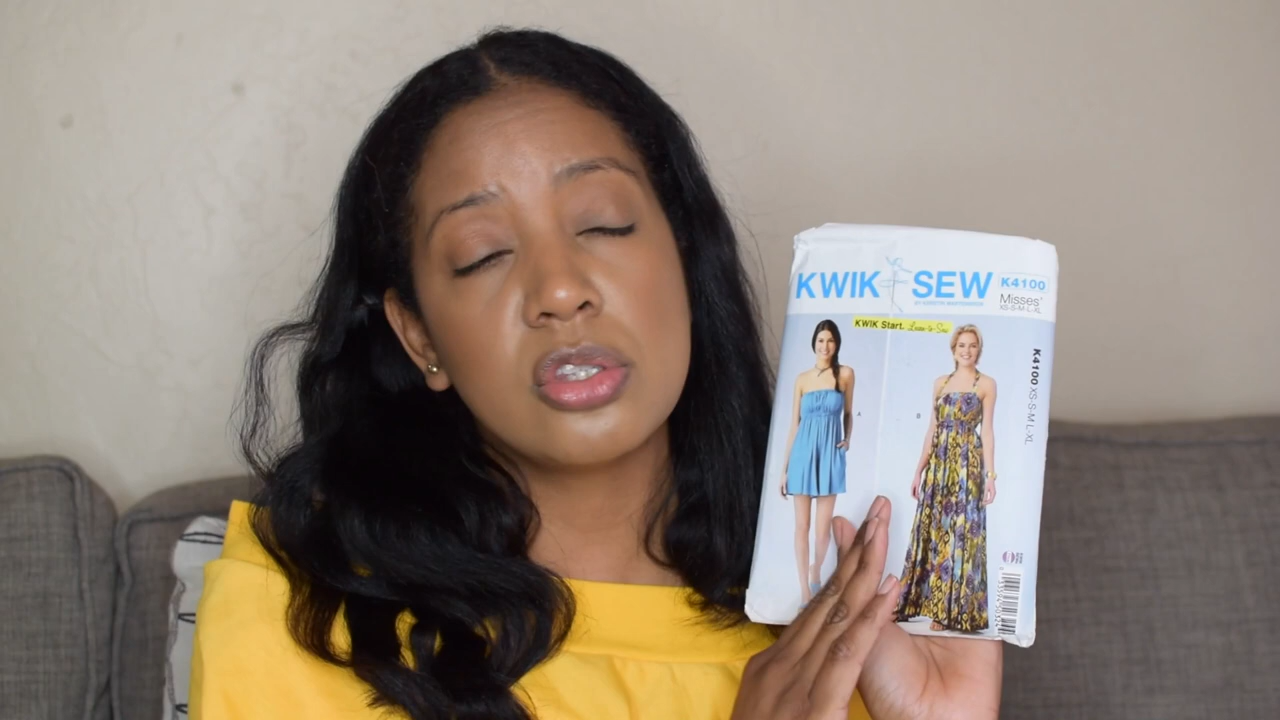 KWIK SEW
K4100
Misses'
XS-S-M-L-XL
KWIK Start. Learn-to-Sew
A
B
K4100 XS-S-M-L-XL